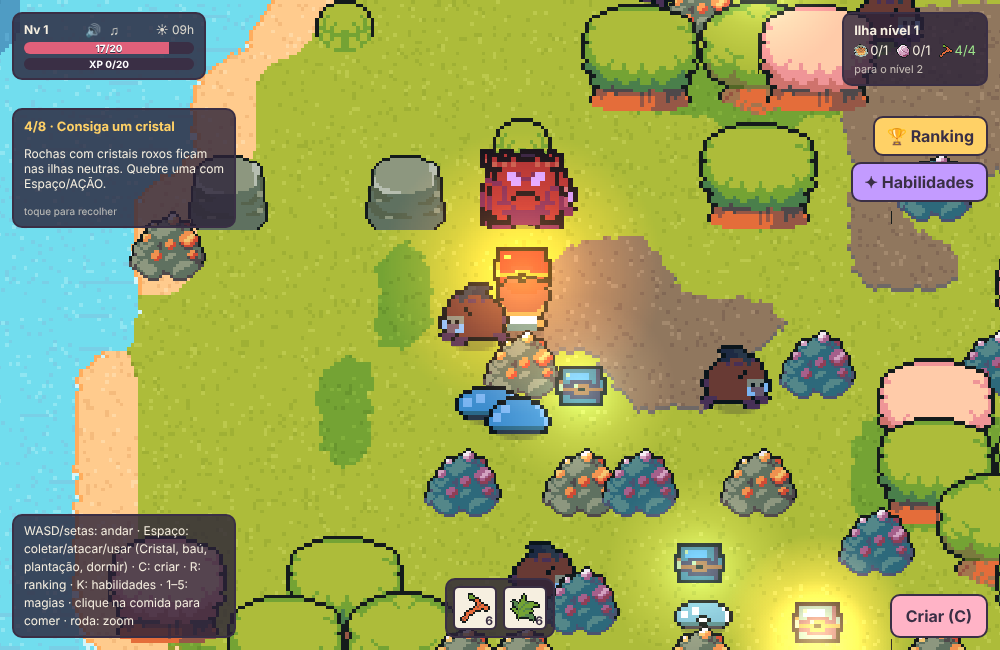 Nv 1
09h
17/20
XP 0/20
4/8 · Consiga um cristal
Rochas com cristais roxos ficam
nas ilhas neutras. Quebre uma com
Espaço/AÇÃO.
toque para recolher
Ilha nível 1
0/1 0/1 4/4
para o nível 2
Ranking
Habilidades
WASD/setas: andar · Espaço:
coletar/atacar/usar (Cristal, baú,
plantação, dormir) · C: criar · R:
ranking · K: habilidades · 1–5:
magias · clique na comida para
comer · roda: zoom
6 6
Criar (C)